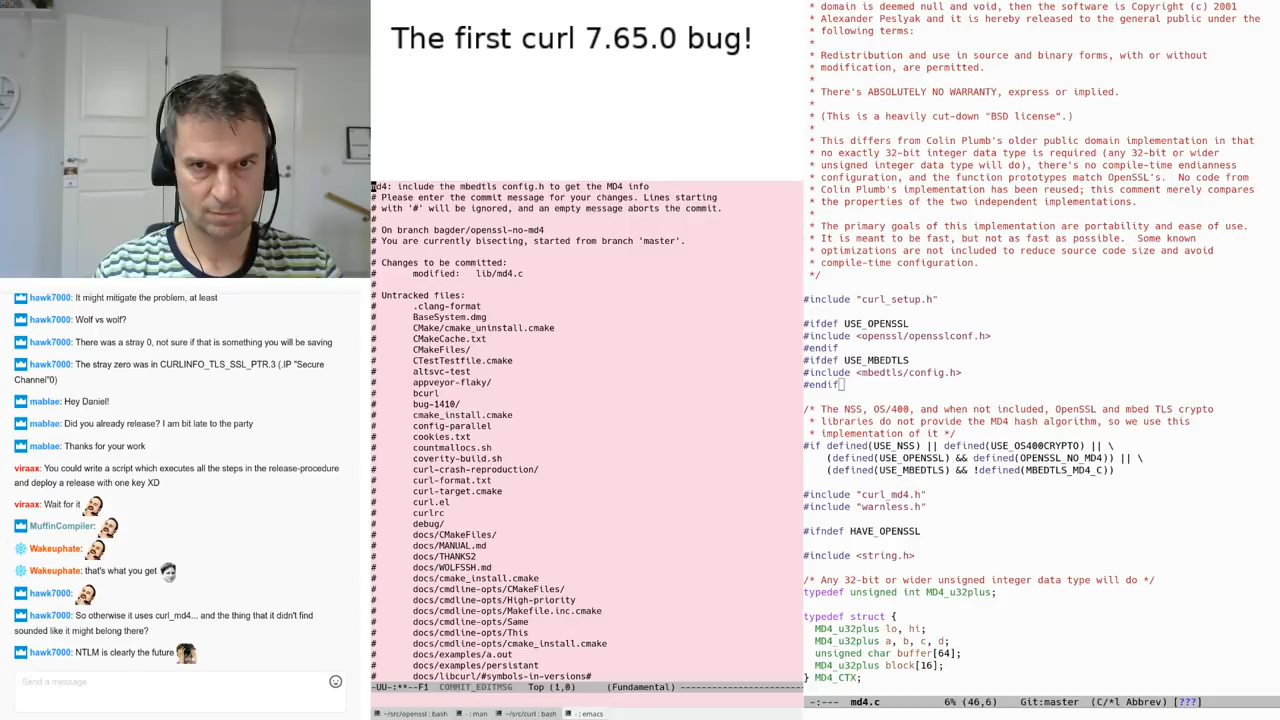 The first curl 7.65.0 bug!
hawk7000: It might mitigate the problem, at least
hawk7000: Wolf vs wolf?
hawk7000: There was a stray 0, not sure if that is something you will be saving
hawk7000: The stray zero was in CURLINFO_TLS_SSL_PTR.3 (.IP "Secure
Channel"0)
mablae: Hey Daniel!
mablae: Did you already release? I am bit late to the party
mablae: Thanks for your work
viraax: You could write a script which executes all the steps in the release-procedure
and deploy a release with one key XD
viraax: Wait for it
MuffinCompiler:
Wakeuphate:
Wakeuphate: that's what you get
hawk7000:
hawk7000: So otherwise it uses curl_md4... and the thing that it didn't find
sounded like it might belong there?
hawk7000: NTLM is clearly the future
Send a message
md4: include the mbedtls config.h to get the MD4 info
# Please enter the commit message for your changes. Lines starting
# with '#' will be ignored, and an empty message aborts the commit.
#
# On branch bagder/openssl-no-md4
# You are currently bisecting, started from branch 'master'.
#
# Changes to be committed:
#       modified:   lib/md4.c
#
# Untracked files:
#       .clang-format
#       BaseSystem.dmg
#       CMake/cmake_uninstall.cmake
#       CMakeCache.txt
#       CMakeFiles/
#       CTestTestfile.cmake
#       altsvc-test
#       appveyor-flaky/
#       bcurl
#       bug-1410/
#       cmake_install.cmake
#       config-parallel
#       cookies.txt
#       countmallocs.sh
#       coverity-build.sh
#       curl-crash-reproduction/
#       curl-format.txt
#       curl-target.cmake
#       curl.el
#       curlrc
#       debug/
#       docs/CMakeFiles/
#       docs/MANUAL.md
#       docs/THANKS2
#       docs/WOLFSSH.md
#       docs/cmake_install.cmake
#       docs/cmdline-opts/CMakeFiles/
#       docs/cmdline-opts/High-priority
#       docs/cmdline-opts/Makefile.inc.cmake
#       docs/cmdline-opts/Same
#       docs/cmdline-opts/This
#       docs/cmdline-opts/cmake_install.cmake
#       docs/examples/a.out
#       docs/examples/persistant
#       docs/libcurl/#symbols-in-versions#
-UU-:**--F1  COMMIT_EDITMSG   Top (1,0)     (Fundamental) --------------------
~/src/openssl : bash   - : man   ~/src/curl : bash   - : emacs
 * domain is deemed null and void, then the software is Copyright (c) 2001
 * Alexander Peslyak and it is hereby released to the general public under the
 * following terms:
 *
 * Redistribution and use in source and binary forms, with or without
 * modification, are permitted.
 *
 * There's ABSOLUTELY NO WARRANTY, express or implied.
 *
 * (This is a heavily cut-down "BSD license".)
 *
 * This differs from Colin Plumb's older public domain implementation in that
 * no exactly 32-bit integer data type is required (any 32-bit or wider
 * unsigned integer data type will do), there's no compile-time endianness
 * configuration, and the function prototypes match OpenSSL's.  No code from
 * Colin Plumb's implementation has been reused; this comment merely compares
 * the properties of the two independent implementations.
 *
 * The primary goals of this implementation are portability and ease of use.
 * It is meant to be fast, but not as fast as possible.  Some known
 * optimizations are not included to reduce source code size and avoid
 * compile-time configuration.
 */
#include "curl_setup.h"
#ifdef USE_OPENSSL
#include <openssl/opensslconf.h>
#endif
#ifdef USE_MBEDTLS
#include <mbedtls/config.h>
#endif
/* The NSS, OS/400, and when not included, OpenSSL and mbed TLS crypto
 * libraries do not provide the MD4 hash algorithm, so we use this
 * implementation of it */
#if defined(USE_NSS) || defined(USE_OS400CRYPTO) || \
    (defined(USE_OPENSSL) && defined(OPENSSL_NO_MD4)) || \
    (defined(USE_MBEDTLS) && !defined(MBEDTLS_MD4_C))
#include "curl_md4.h"
#include "warnless.h"
#ifndef HAVE_OPENSSL
#include <string.h>
/* Any 32-bit or wider unsigned integer data type will do */
typedef unsigned int MD4_u32plus;
typedef struct {
  MD4_u32plus lo, hi;
  MD4_u32plus a, b, c, d;
  unsigned char buffer[64];
  MD4_u32plus block[16];
} MD4_CTX;
-:---  md4.c          6% (46,6)    Git:master  (C/*l Abbrev) [???]